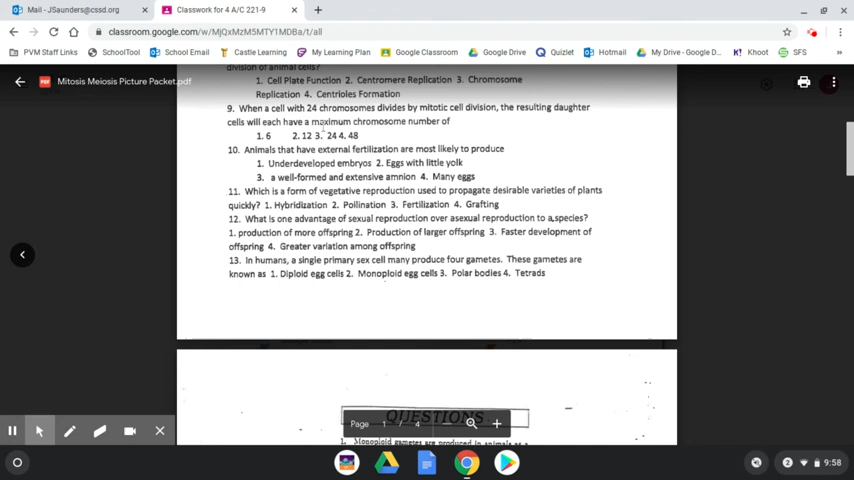 Mail - JSaunders@cssd.org
Classwork for 4 A/C 221-9
classroom.google.com/w/MjQxMzM5MTY1MDBa/t/all
PVM Staff Links
SchoolTool
School Email
Castle Learning
My Learning Plan
Google Classroom
Google Drive
Quizlet
Home
My Drive - Google...
Khoot
SFS
»
Mitosis Meiosis Picture Packet.pdf
division of animal cells?
1. Cell Plate Function 2. Centromere Replication 3. Chromosome
Replication 4. Centrioles Formation
9. When a cell with 24 chromosomes divides by mitotic cell division, the resulting daughter
cells will each have a maximum chromosome number of
1. 6 2. 12 3. 24 4. 48
10. Animals that have external fertilization are most likely to produce
1. Underdeveloped embryos 2. Eggs with little yolk
3. a well-formed and extensive amnion 4. Many eggs
11. Which is a form of vegetative reproduction used to propagate desirable varieties of plants
quickly? 1. Hybridization 2. Pollination 3. Fertilization 4. Grafting
12. What is one advantage of sexual reproduction over asexual reproduction to a species?
1. production of more offspring 2. Production of larger offspring 3. Faster development of
offspring 4. Greater variation among offspring
13. In humans, a single primary sex cell many produce four gametes. These gametes are
known as 1. Diploid egg cells 2. Monoploid egg cells 3. Polar bodies 4. Tetrads
QUESTIONS
Page 1 / 4
1. Monoploid gametes are produced in animals as a
2 9:58